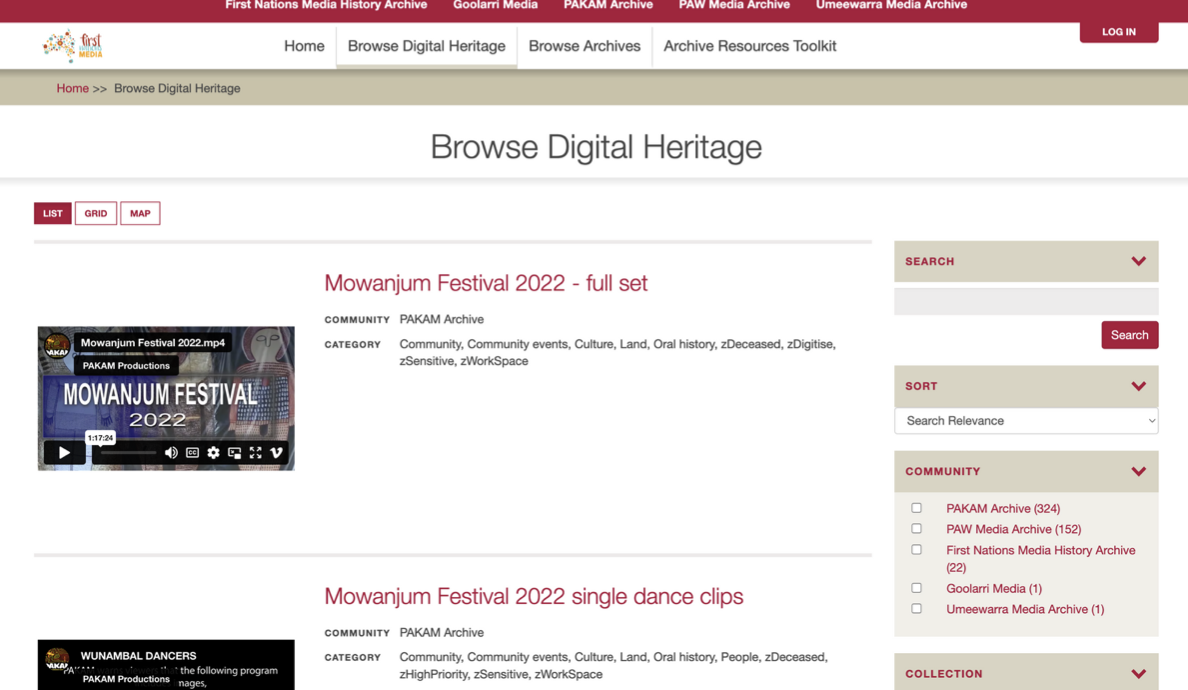 First Nations Media History Archive Goolarri Media PAKAM Archive PAW Media Archive Umeewarra Media Archive
first
MEDIA
Home Browse Digital Heritage Browse Archives Archive Resources Toolkit
LOG IN
Home >> Browse Digital Heritage
Browse Digital Heritage
LIST GRID MAP
Mowanjum Festival 2022 - full set
COMMUNITY PAKAM Archive
CATEGORY Community, Community events, Culture, Land, Oral history, zDeceased, zDigitise,
zSensitive, zWorkSpace
Mowanjum Festival 2022.mp4
PAKAM Productions
MOWANJUM FESTIVAL
2022
1:17:24
CC
Mowanjum Festival 2022 single dance clips
COMMUNITY PAKAM Archive
CATEGORY Community, Community events, Culture, Land, Oral history, People, zDeceased,
zHighPriority, zSensitive, zWorkSpace
WUNAMBAL DANCERS
the following program
PAKAM Productions
SEARCH
Search
SORT
Search Relevance
COMMUNITY
PAKAM Archive (324)
PAW Media Archive (152)
First Nations Media History Archive
(22)
Goolarri Media (1)
Umeewarra Media Archive (1)
COLLECTION